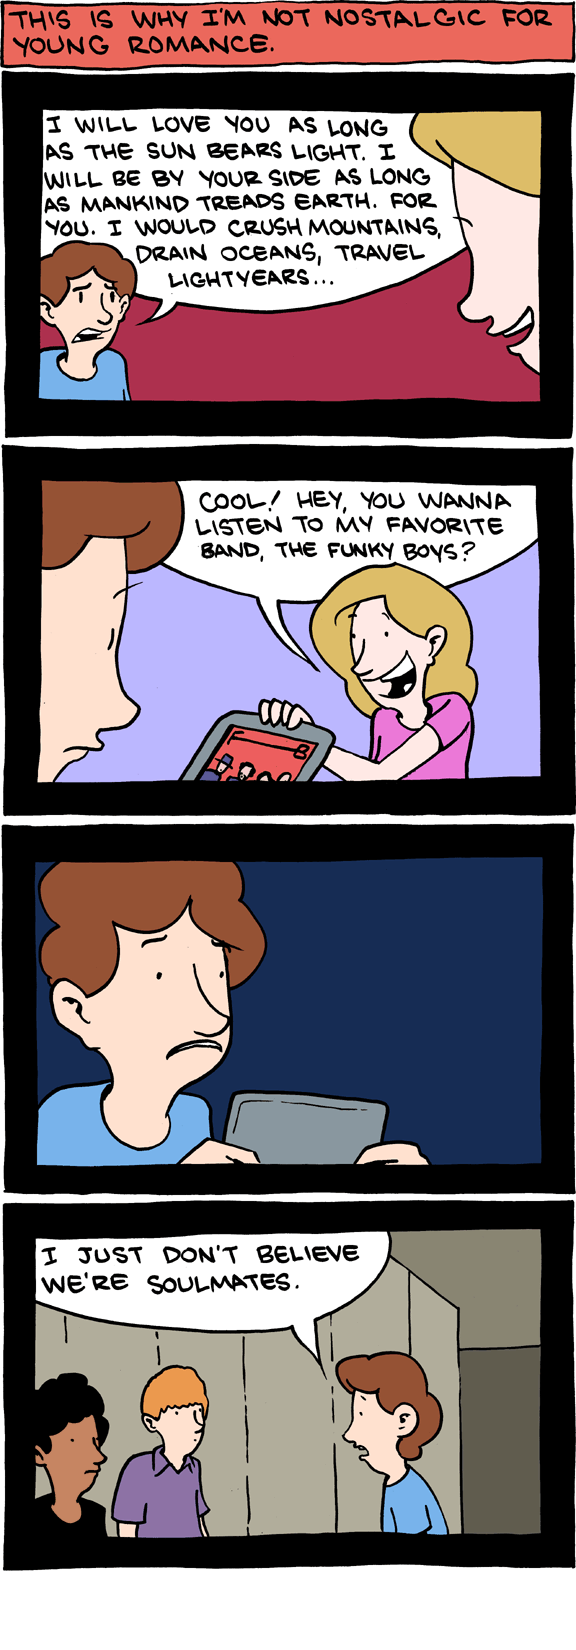 THIS IS WHY I'M NOT NOSTALGIC FOR
YOUNG ROMANCE.
I WILL LOVE YOU AS LONG
AS THE SUN BEARS LIGHT. I
WILL BE BY YOUR SIDE AS LONG
AS MANKIND TREADS EARTH. FOR
YOU. I WOULD CRUSH MOUNTAINS,
DRAIN OCEANS, TRAVEL
LIGHTYEARS...
COOL! HEY, YOU WANNA
LISTEN TO MY FAVORITE
BAND, THE FUNKY BOYS?
F B
I JUST DON'T BELIEVE
WE'RE SOULMATES.